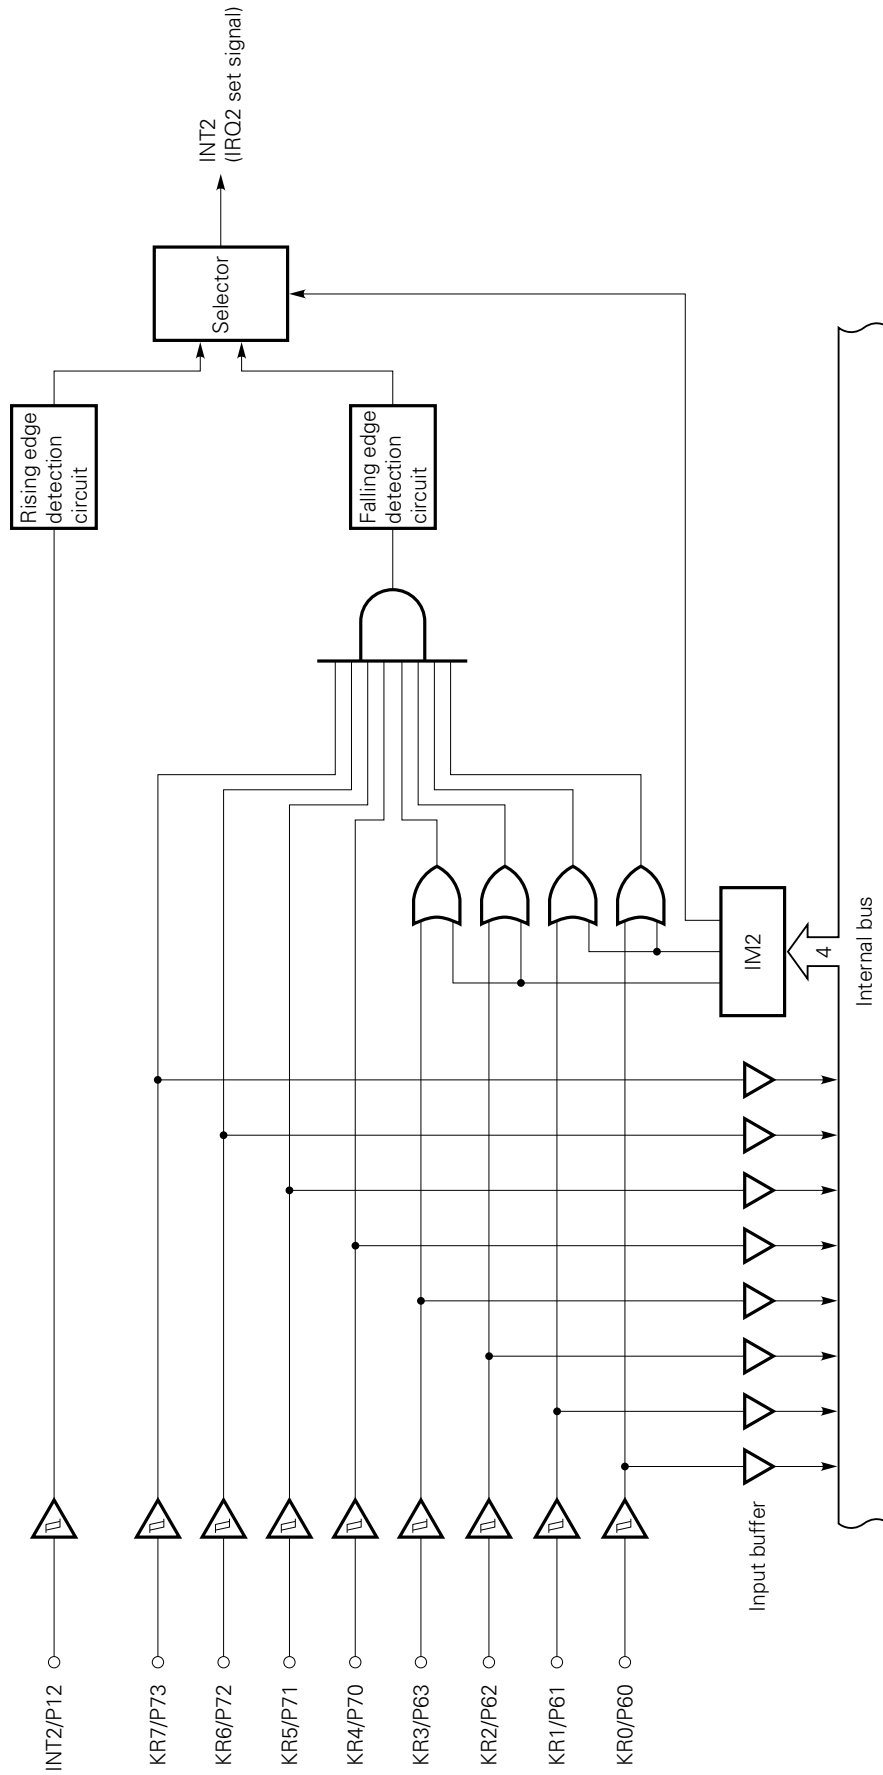 INT2/P12
KR7/P73
KR6/P72
KR5/P71
KR4/P70
KR3/P63
KR2/P62
KR1/P61
KR0/P60
Input buffer
Rising edge
detection
circuit
Falling edge
detection
circuit
Selector
INT2
(IRQ2 set signal)
IM2
4
Internal bus